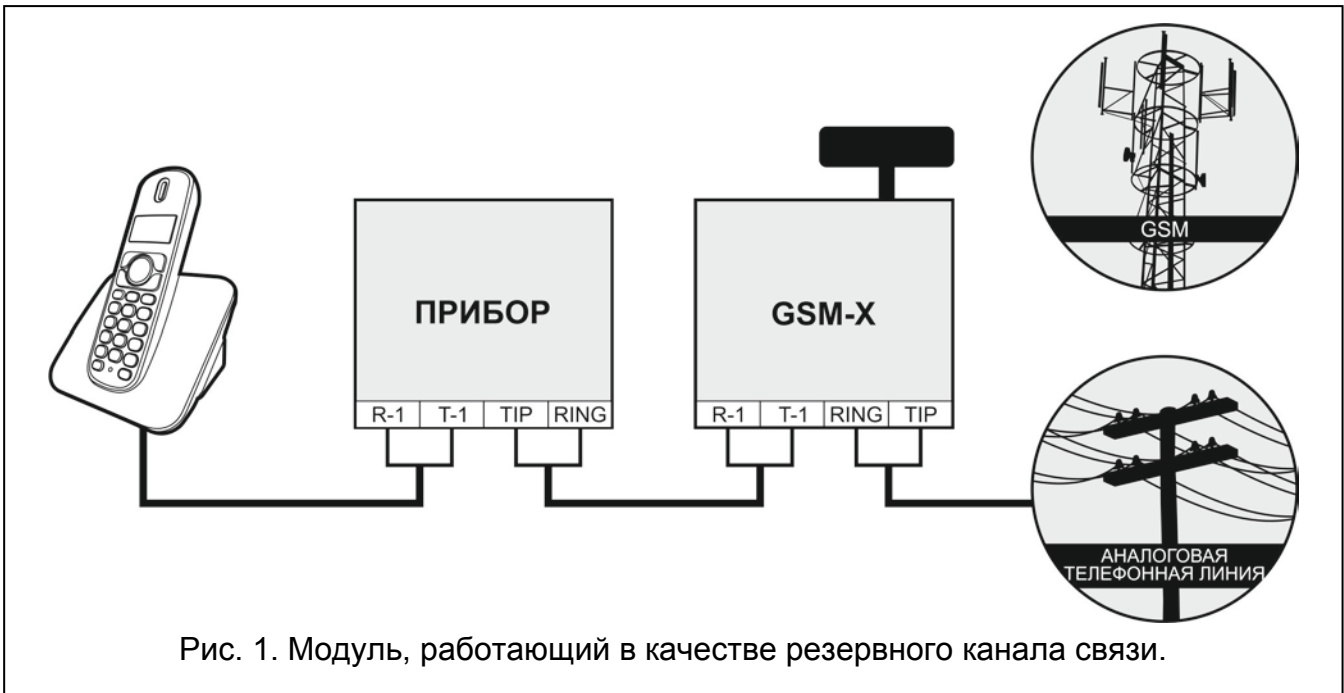 GSM
ПРИБОР
GSM-X
R-1 T-1 TIP RING
R-1 T-1 RING TIP
АНАЛОГОВАЯ
ТЕЛЕФОННАЯ ЛИНИЯ
Рис. 1. Модуль, работающий в качестве резервного канала связи.